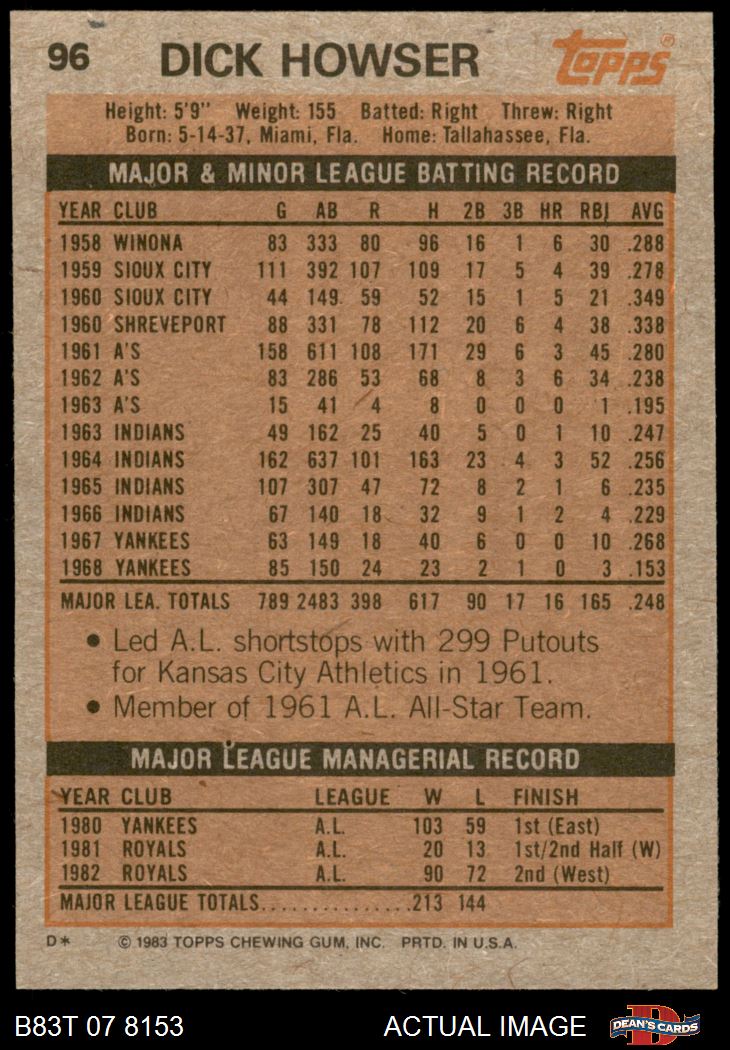 96 DICK HOWSER Topps®
Height: 5'9" Weight: 155 Batted: Right Threw: Right
Born: 5-14-37, Miami, Fla. Home: Tallahassee, Fla.
MAJOR & MINOR LEAGUE BATTING RECORD
YEAR CLUB G AB R H 2B 3B HR RBI AVG
1958 WINONA 83 333 80 96 16 1 6 30 .288
1959 SIOUX CITY 111 392 107 109 17 5 4 39 .278
1960 SIOUX CITY 44 149 59 52 15 1 5 21 .349
1960 SHREVEPORT 88 331 78 112 20 6 4 38 .338
1961 A'S 158 611 108 171 29 6 3 45 .280
1962 A'S 83 286 53 68 8 3 6 34 .238
1963 A'S 15 41 4 8 0 0 0 1 .195
1963 INDIANS 49 162 25 40 5 0 1 10 .247
1964 INDIANS 162 637 101 163 23 4 3 52 .256
1965 INDIANS 107 307 47 72 8 2 1 6 .235
1966 INDIANS 67 140 18 32 9 1 2 4 .229
1967 YANKEES 63 149 18 40 6 0 0 10 .268
1968 YANKEES 85 150 24 23 2 1 0 3 .153
MAJOR LEA. TOTALS 789 2483 398 617 90 17 16 165 .248
• Led A.L. shortstops with 299 Putouts
for Kansas City Athletics in 1961.
• Member of 1961 A.L. All-Star Team.
MAJOR LEAGUE MANAGERIAL RECORD
YEAR CLUB LEAGUE W L FINISH
1980 YANKEES A.L. 103 59 1st (East)
1981 ROYALS A.L. 20 13 1st/2nd Half (W)
1982 ROYALS A.L. 90 72 2nd (West)
MAJOR LEAGUE TOTALS...............213 144
D* © 1983 TOPPS CHEWING GUM, INC. PRTD. IN U.S.A.
B83T 07 8153 ACTUAL IMAGE D DEAN'S CARDS